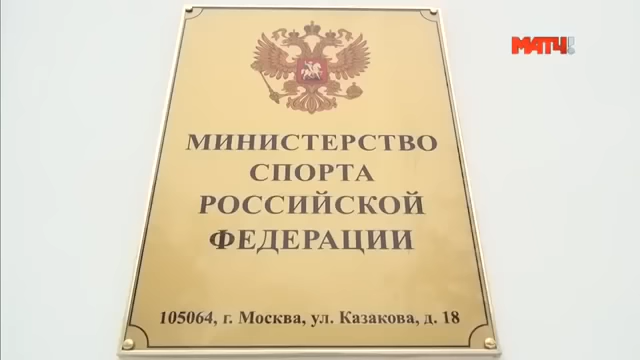 МАТЧ!
МИНИСТЕРСТВО
СПОРТА
РОССИЙСКОЙ
ФЕДЕРАЦИИ
105064, г. Москва, ул. Казакова, д. 18